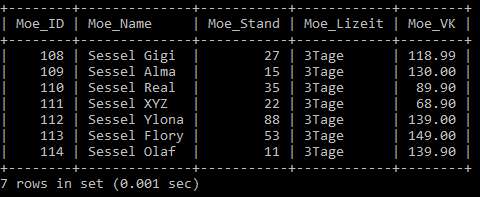 +--------+--------------+-----------+------------+--------+
| Moe_ID | Moe_Name     | Moe_Stand | Moe_Lizeit | Moe_VK |
+--------+--------------+-----------+------------+--------+
|    108 | Sessel Gigi  |        27 | 3Tage      | 118.99 |
|    109 | Sessel Alma  |        15 | 3Tage      | 130.00 |
|    110 | Sessel Real  |        35 | 3Tage      |  89.90 |
|    111 | Sessel XYZ   |        22 | 3Tage      |  68.90 |
|    112 | Sessel Ylona |        88 | 3Tage      | 139.00 |
|    113 | Sessel Flory |        53 | 3Tage      | 149.00 |
|    114 | Sessel Olaf  |        11 | 3Tage      | 139.90 |
+--------+--------------+-----------+------------+--------+
7 rows in set (0.001 sec)